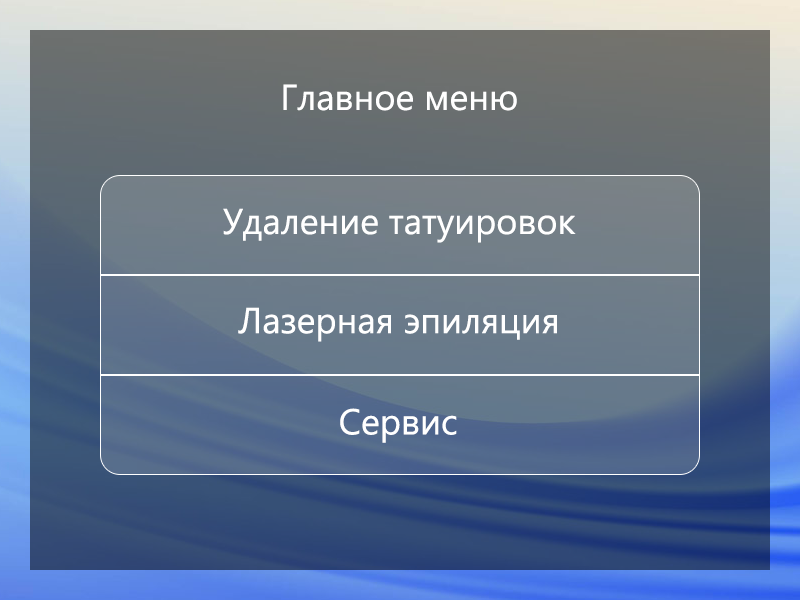 Главное меню
Удаление татуировок
Лазерная эпиляция
Сервис